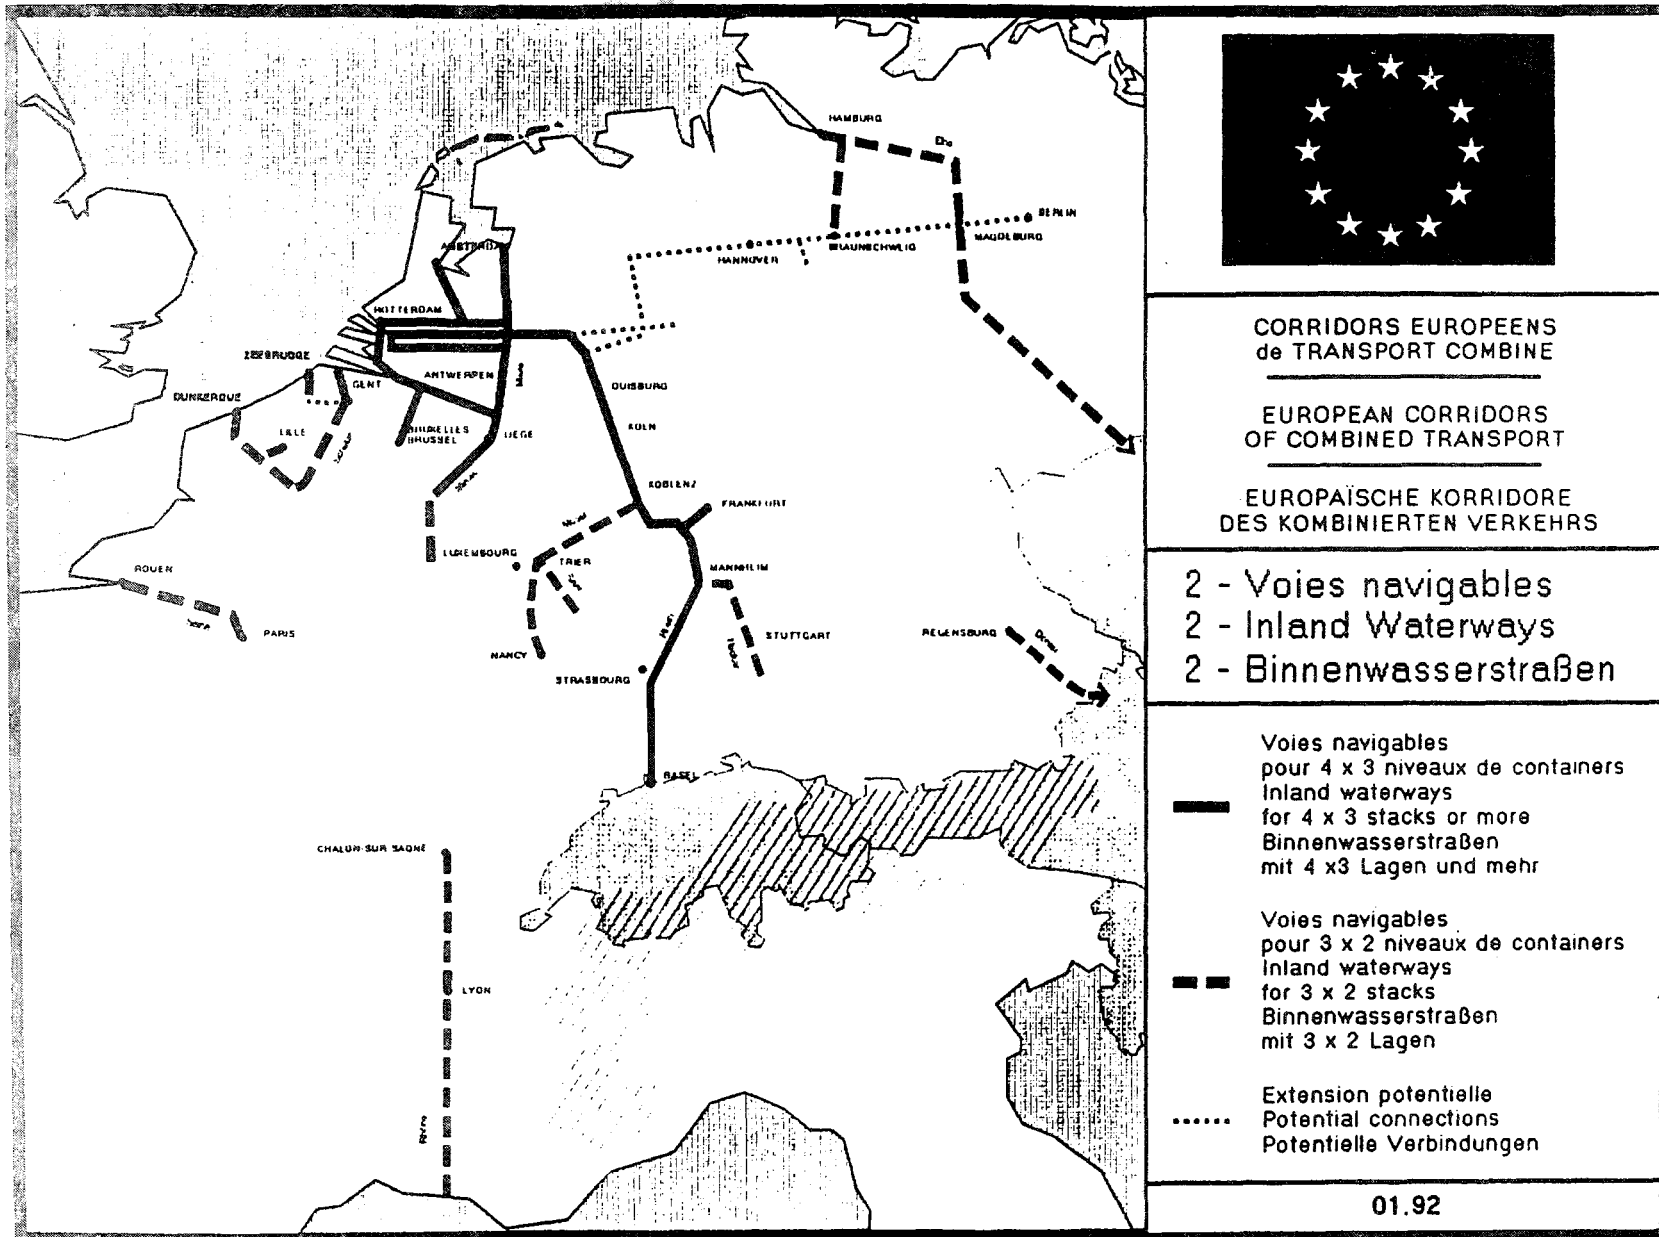 HAMBURG
Elbe
BERLIN
MAGDEBURG
BRAUNSCHWEIG
HANNOVER
AMSTERDAM
ROTTERDAM
ZEEBRUGGE
GENT
ANTWERPEN
DUNKERQUE
LILLE
BRUXELLES
BRUSSEL
LIEGE
DUISBURG
KOLN
KOBLENZ
FRANKFURT
LUXEMBOURG
TRIER
MANNHEIM
ROUEN
PARIS
NANCY
STRASBOURG
STUTTGART
REGENSBURG
BASEL
CHALON-SUR SAONE
LYON
CORRIDORS EUROPEENS
de TRANSPORT COMBINE
EUROPEAN CORRIDORS
OF COMBINED TRANSPORT
EUROPAÏSCHE KORRIDORE
DES KOMBINIERTEN VERKEHRS
2 - Voies navigables
2 - Inland Waterways
2 - Binnenwasserstraßen
Voies navigables
pour 4 x 3 niveaux de containers
Inland waterways
for 4 x 3 stacks or more
Binnenwasserstraßen
mit 4 x3 Lagen und mehr
Voies navigables
pour 3 x 2 niveaux de containers
Inland waterways
for 3 x 2 stacks
Binnenwasserstraßen
mit 3 x 2 Lagen
Extension potentielle
Potential connections
Potentielle Verbindungen
01.92